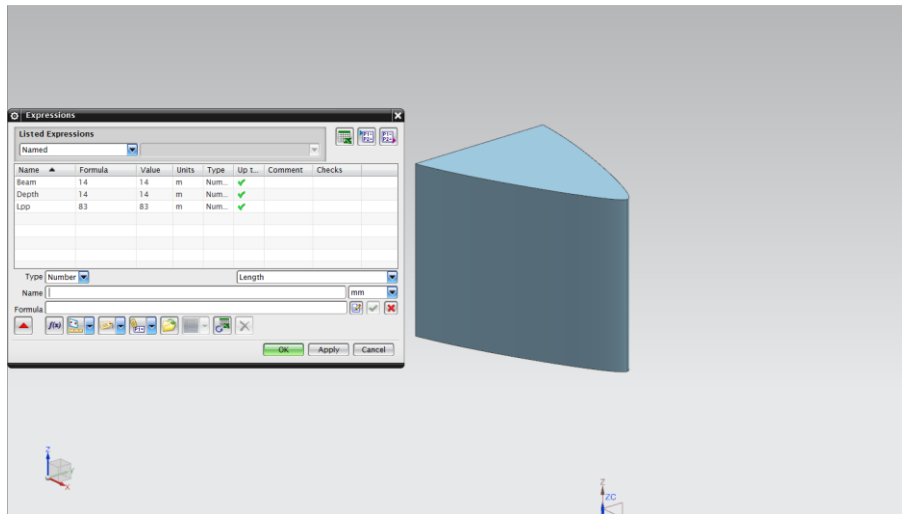 Expressions
Listed Expressions
Named
Name Formula Value Units Type Up t... Comment Checks
Beam 14 14 m Num...
Depth 14 14 m Num...
Lpp 83 83 m Num...
Type Number Length
Name mm
Formula
f(x)
OK Apply Cancel
Z
X
Z
ZC